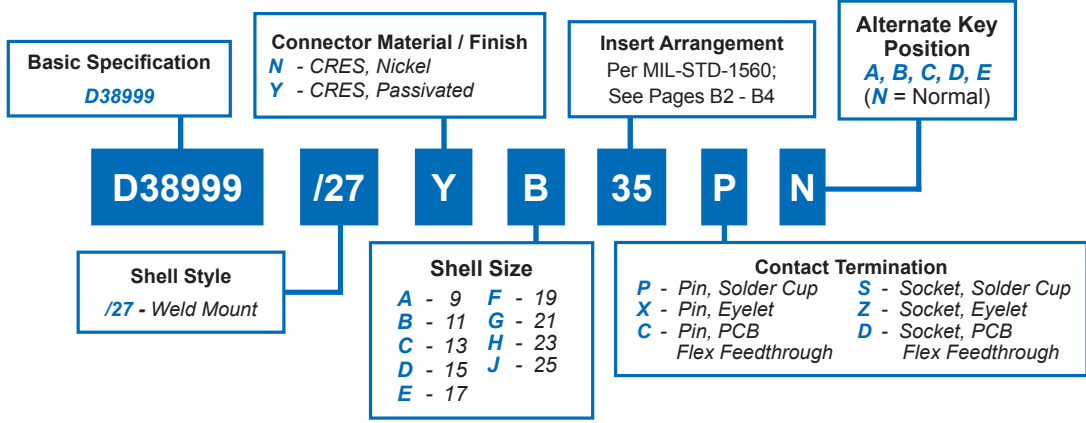 Basic Specification
D38999
Connector Material / Finish
N - CRES, Nickel
Y - CRES, Passivated
Insert Arrangement
Per MIL-STD-1560;
See Pages B2 - B4
Alternate Key
Position
A, B, C, D, E
(N = Normal)
D38999 /27 Y B 35 P N
Shell Style
/27 - Weld Mount
Shell Size
A - 9 F - 19
B - 11 G - 21
C - 13 H - 23
D - 15 J - 25
E - 17
Contact Termination
P - Pin, Solder Cup S - Socket, Solder Cup
X - Pin, Eyelet Z - Socket, Eyelet
C - Pin, PCB D - Socket, PCB
Flex Feedthrough Flex Feedthrough